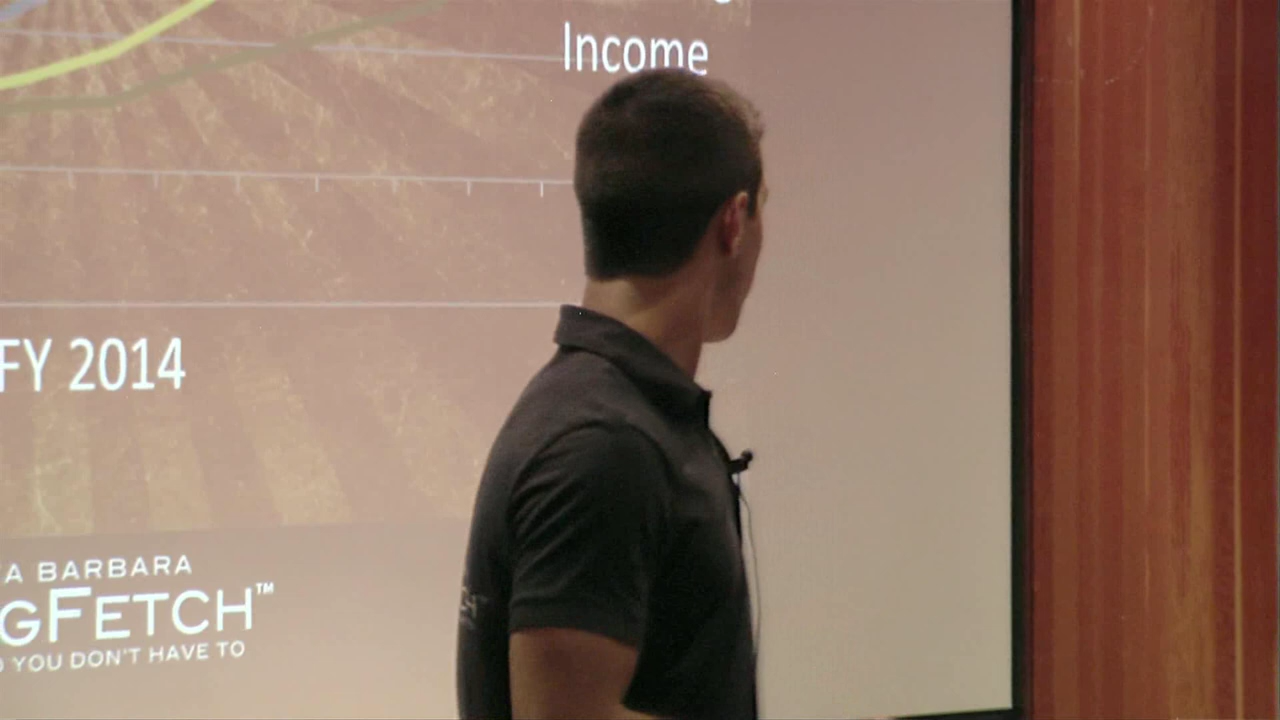 Income
FY 2014
A BARBARA
GFETCH™
YOU DON'T HAVE TO